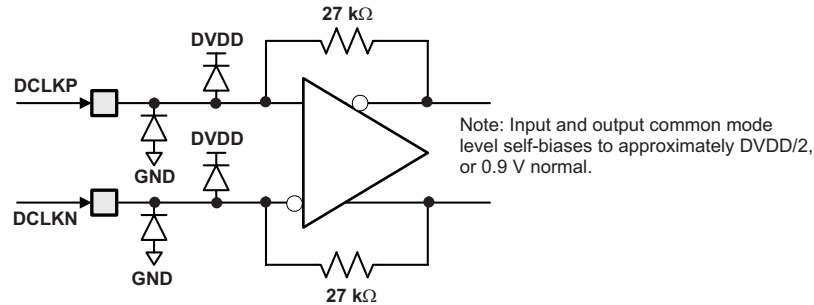 27 kΩ
DVDD
DCLKP
DVDD
GND
Note: Input and output common mode
level self-biases to approximately DVDD/2,
or 0.9 V normal.
DCLKN
GND
27 kΩ